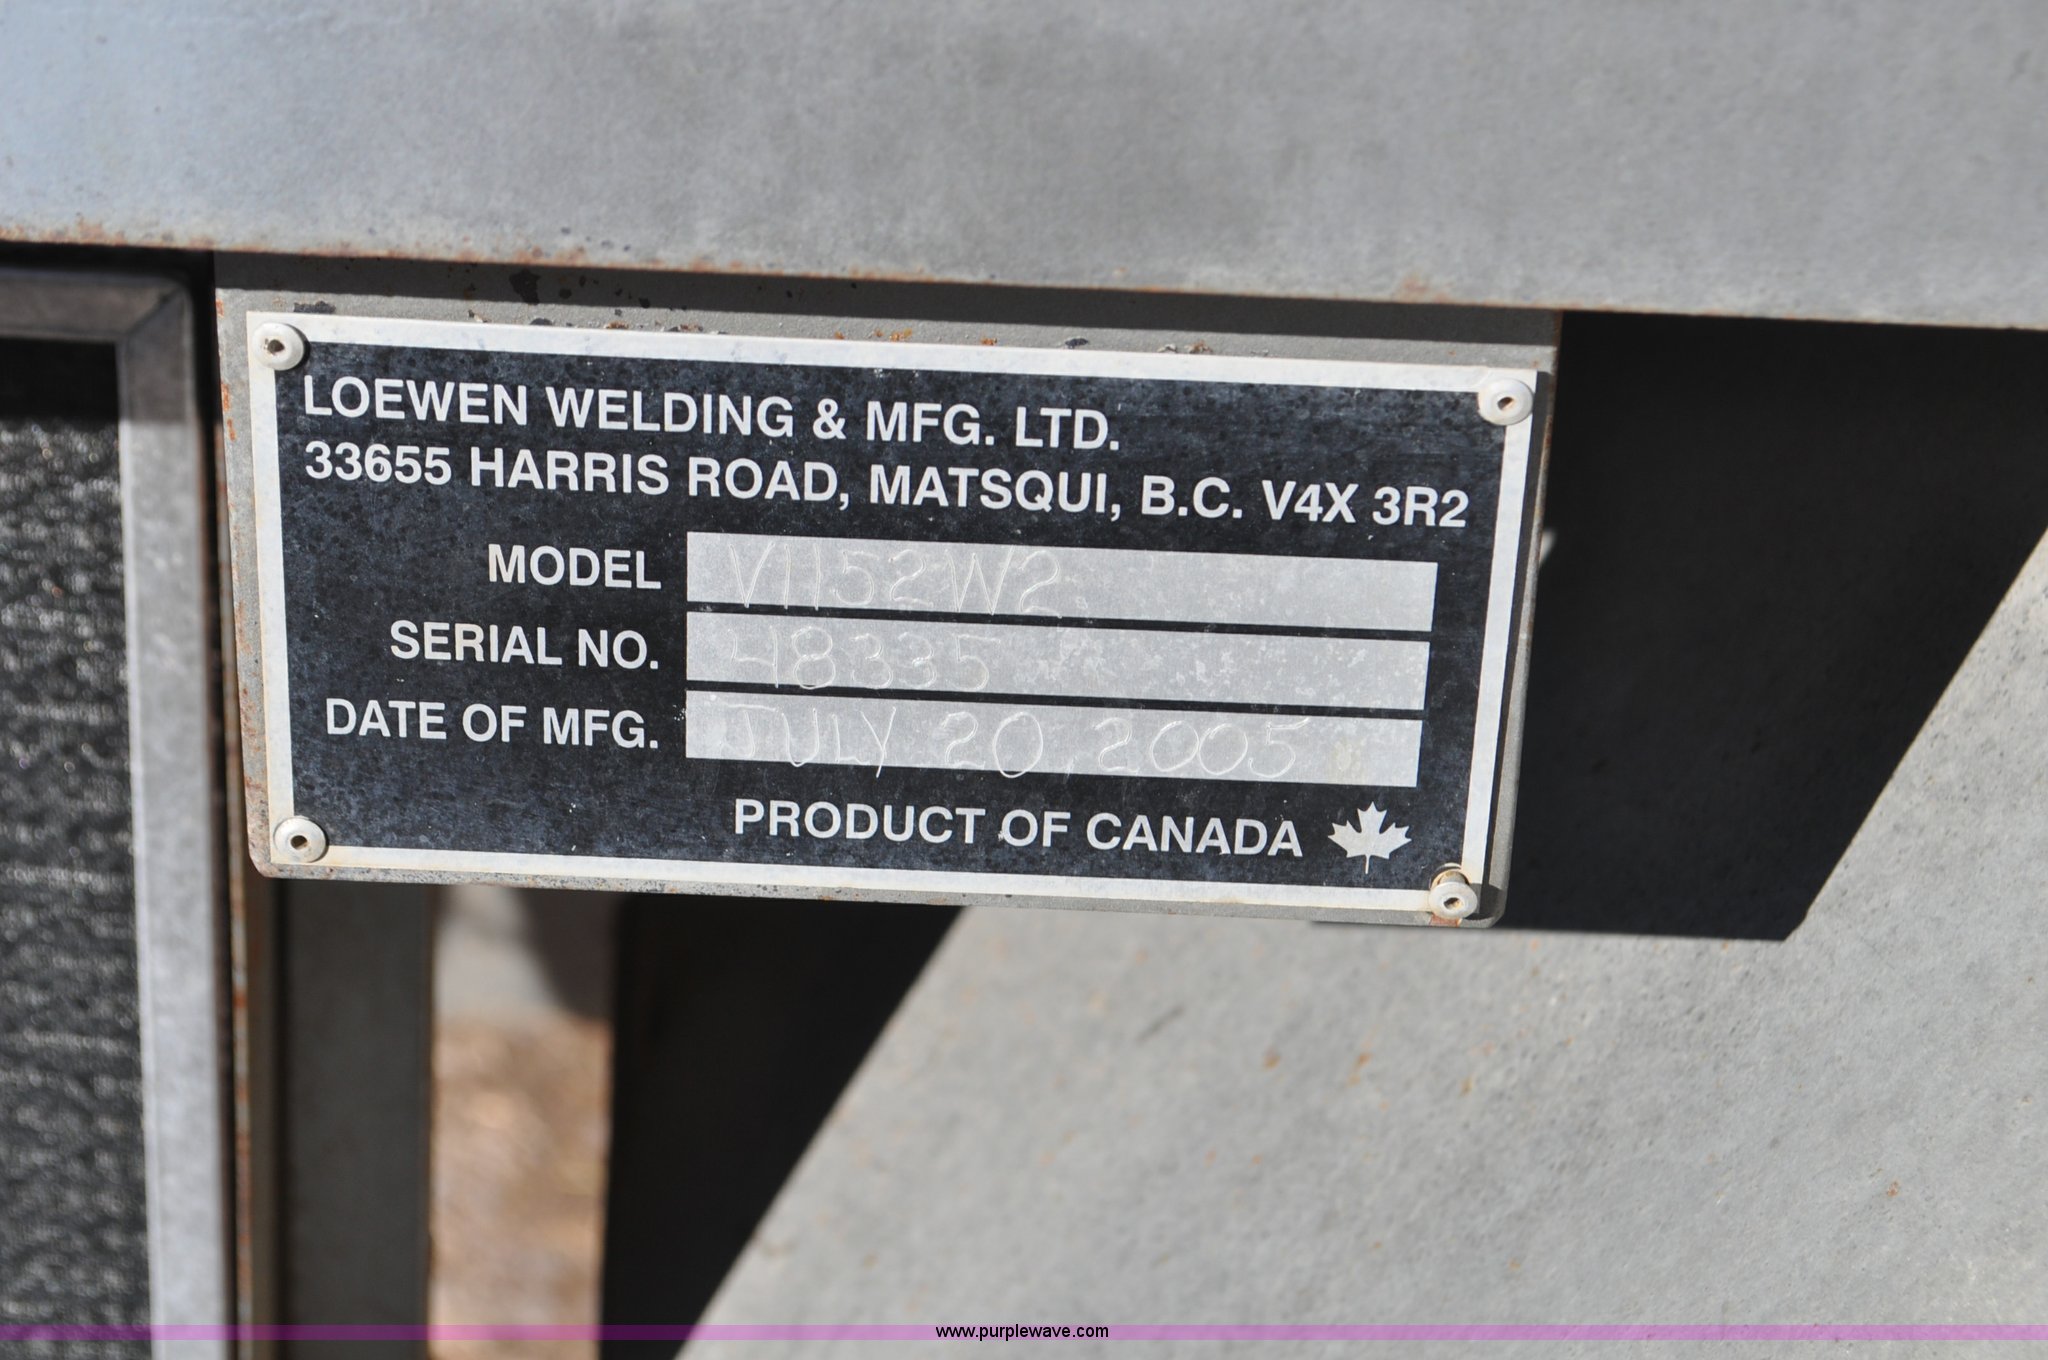 LOEWEN WELDING & MFG. LTD.
33655 HARRIS ROAD, MATSQUI, B.C. V4X 3R2
MODEL V1152W2
SERIAL NO. 48335
DATE OF MFG. JULY 20, 2005
PRODUCT OF CANADA
www.purplewave.com